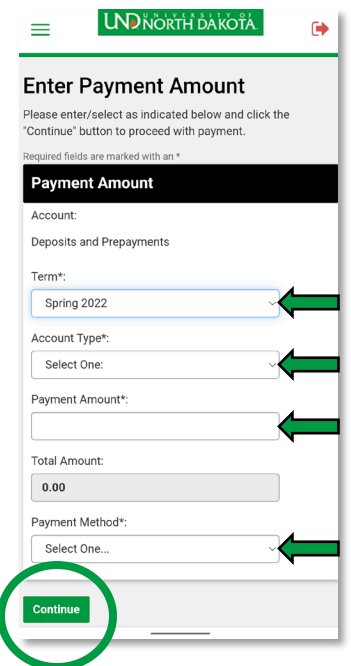 UNIVERSITY OF
UND NORTH DAKOTA
Enter Payment Amount
Please enter/select as indicated below and click the
"Continue" button to proceed with payment.
Required fields are marked with an *
Payment Amount
Account:
Deposits and Prepayments
Term*:
Spring 2022
Account Type*:
Select One:
Payment Amount*:
Total Amount:
0.00
Payment Method*:
Select One...
Continue